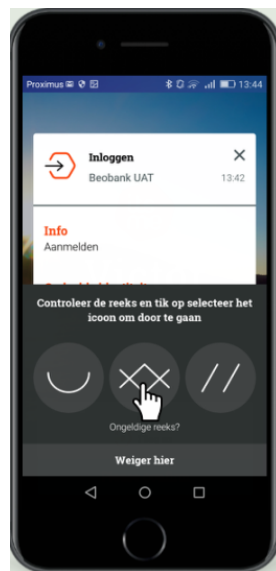 Proximus 13:44
Inloggen
Beobank UAT 13:42
Info
Aanmelden
Controleer de reeks en tik op selecteer het
icoon om door te gaan
Ongeldige reeks?
Weiger hier